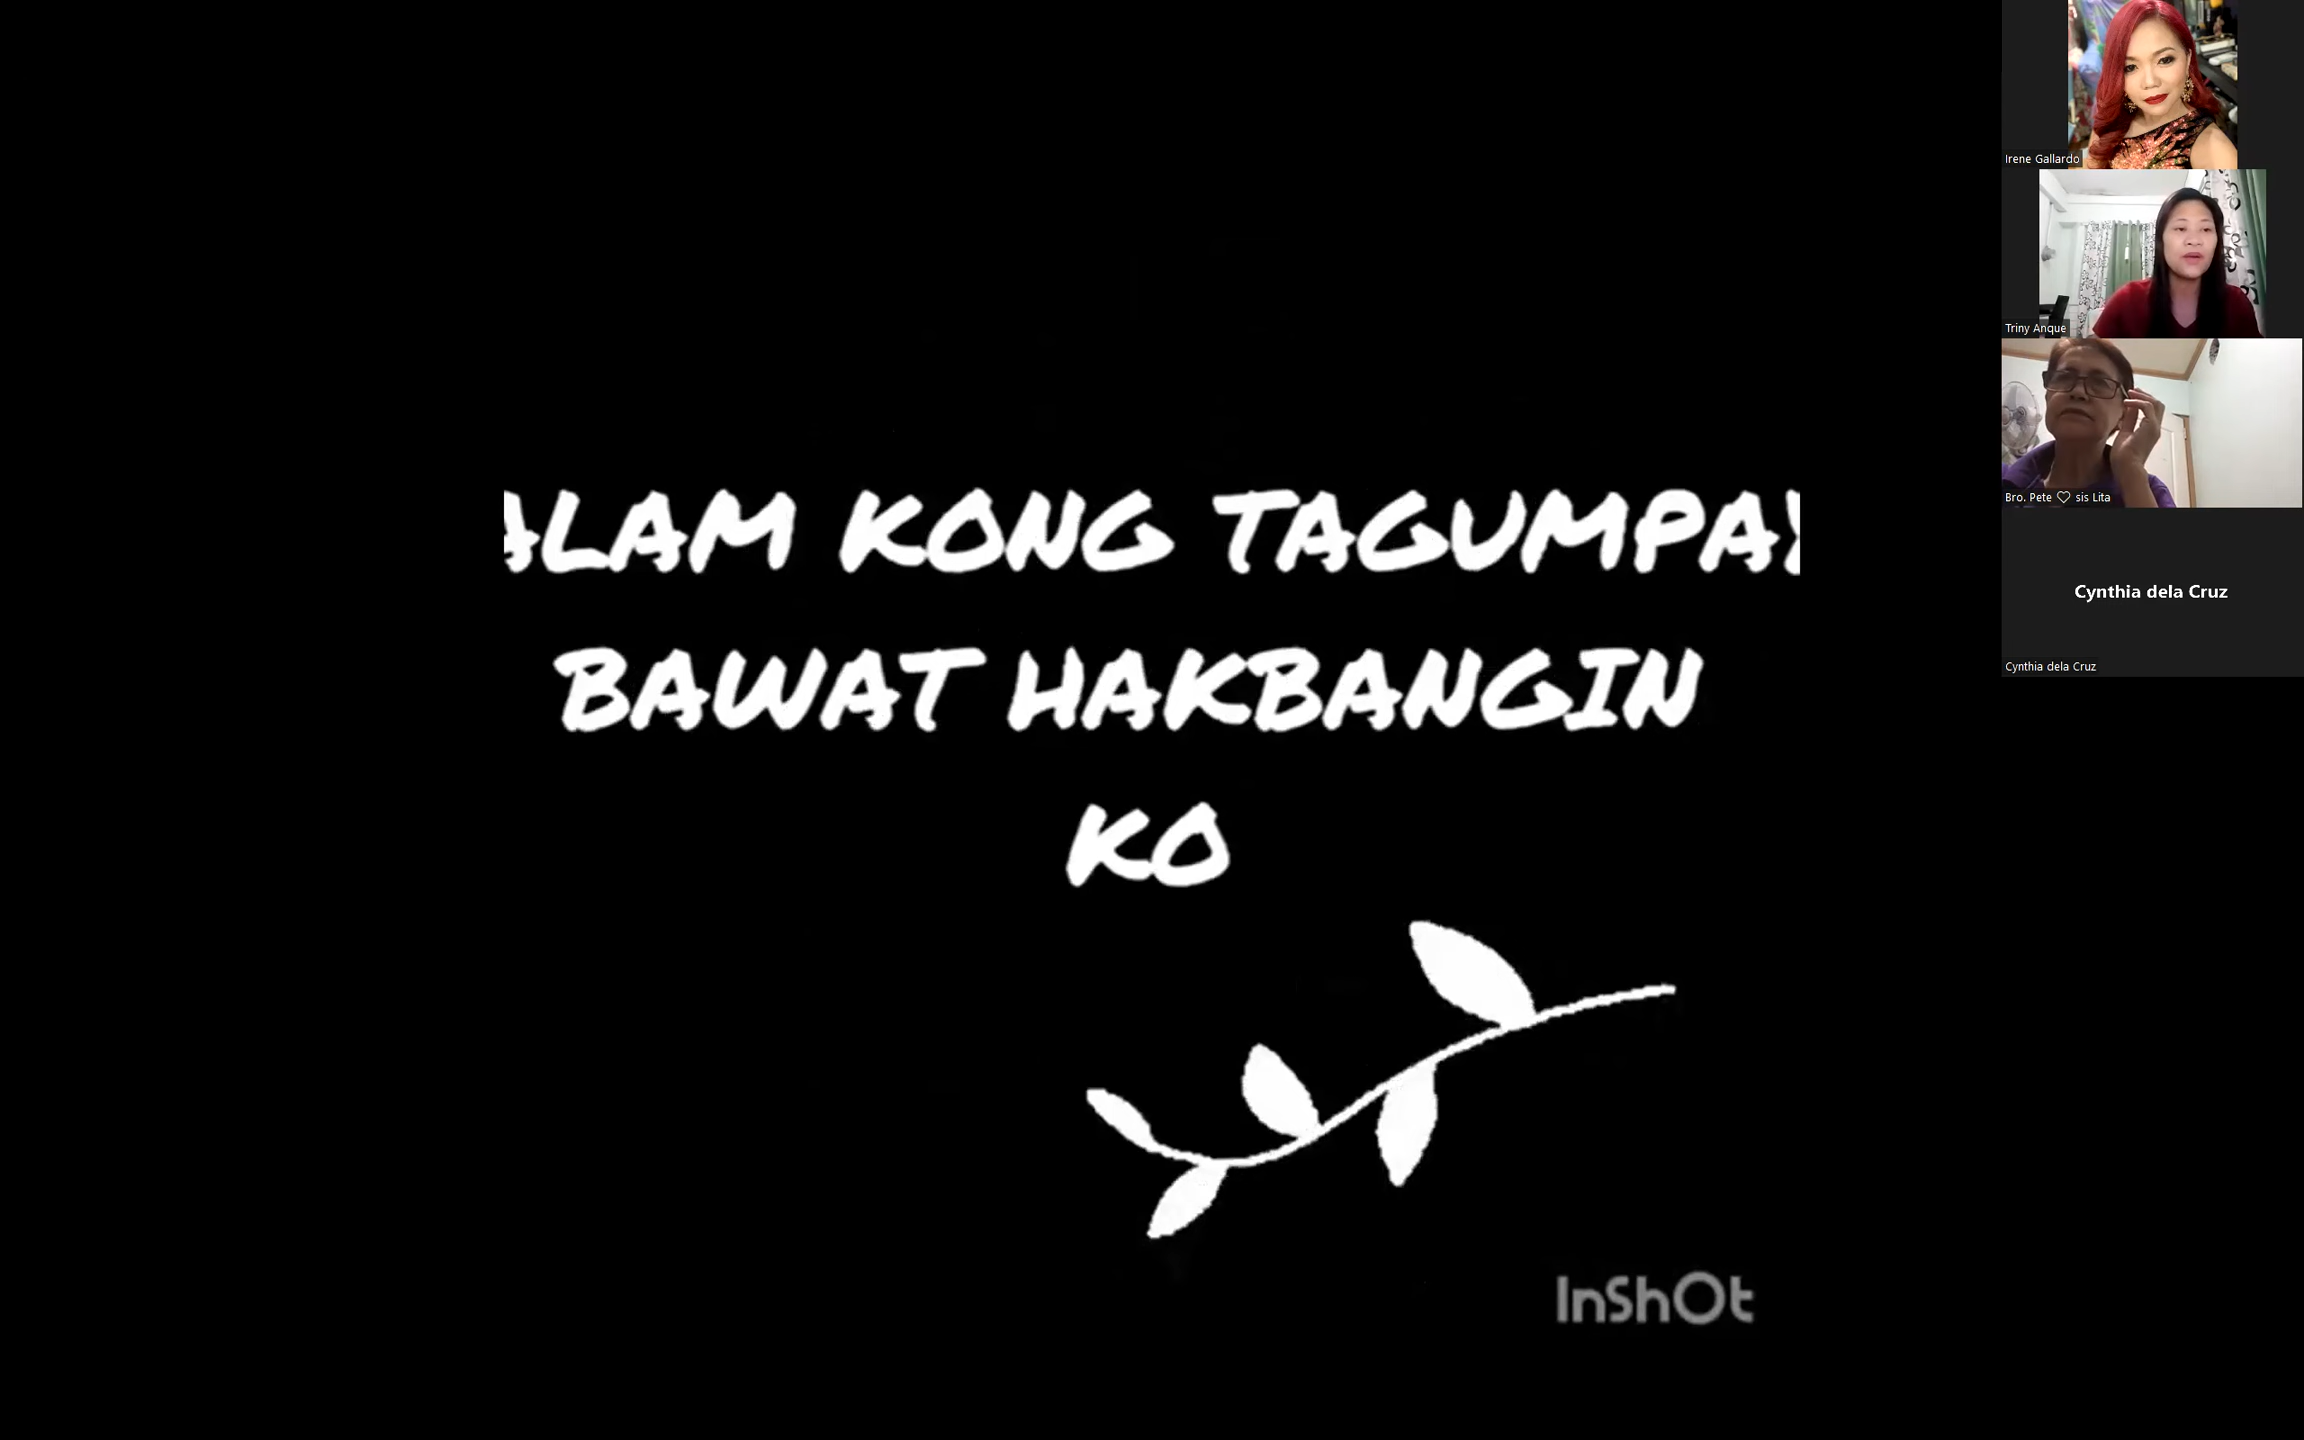 ALAM KONG TAGUMPAY
BAWAT HAKBANGIN
KO
InShOt
Irene Gallardo
Triny Anque
Bro. Pete ♡ sis Lita
Cynthia dela Cruz
Cynthia dela Cruz